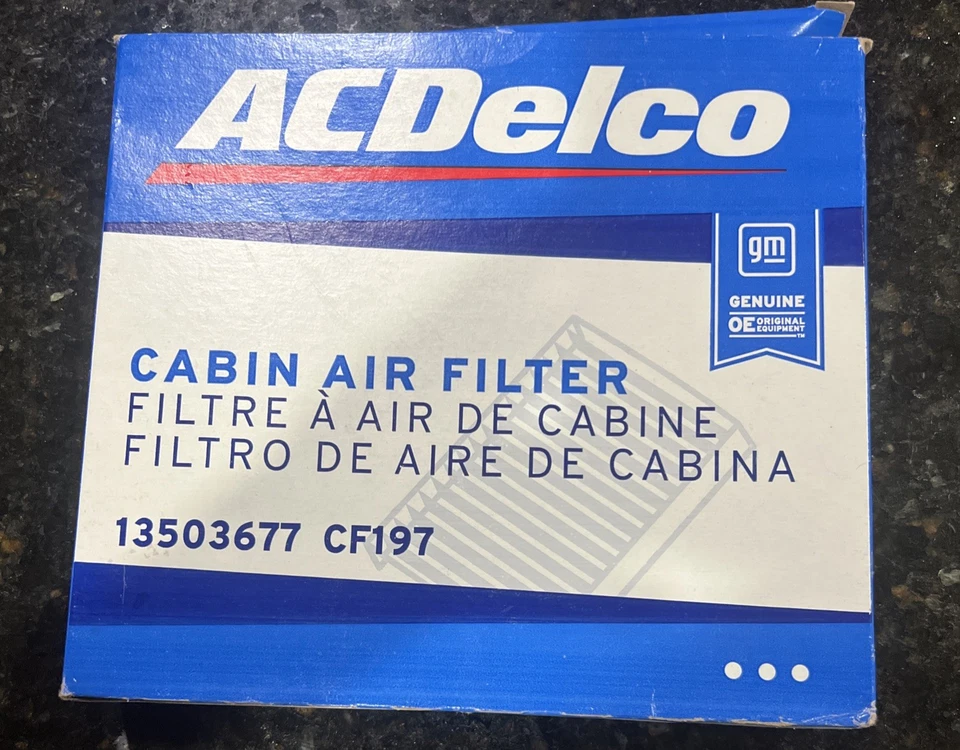 ACDelco
gm
GENUINE
OE ORIGINAL EQUIPMENT™
CABIN AIR FILTER
FILTRE À AIR DE CABINE
FILTRO DE AIRE DE CABINA
13503677 CF197